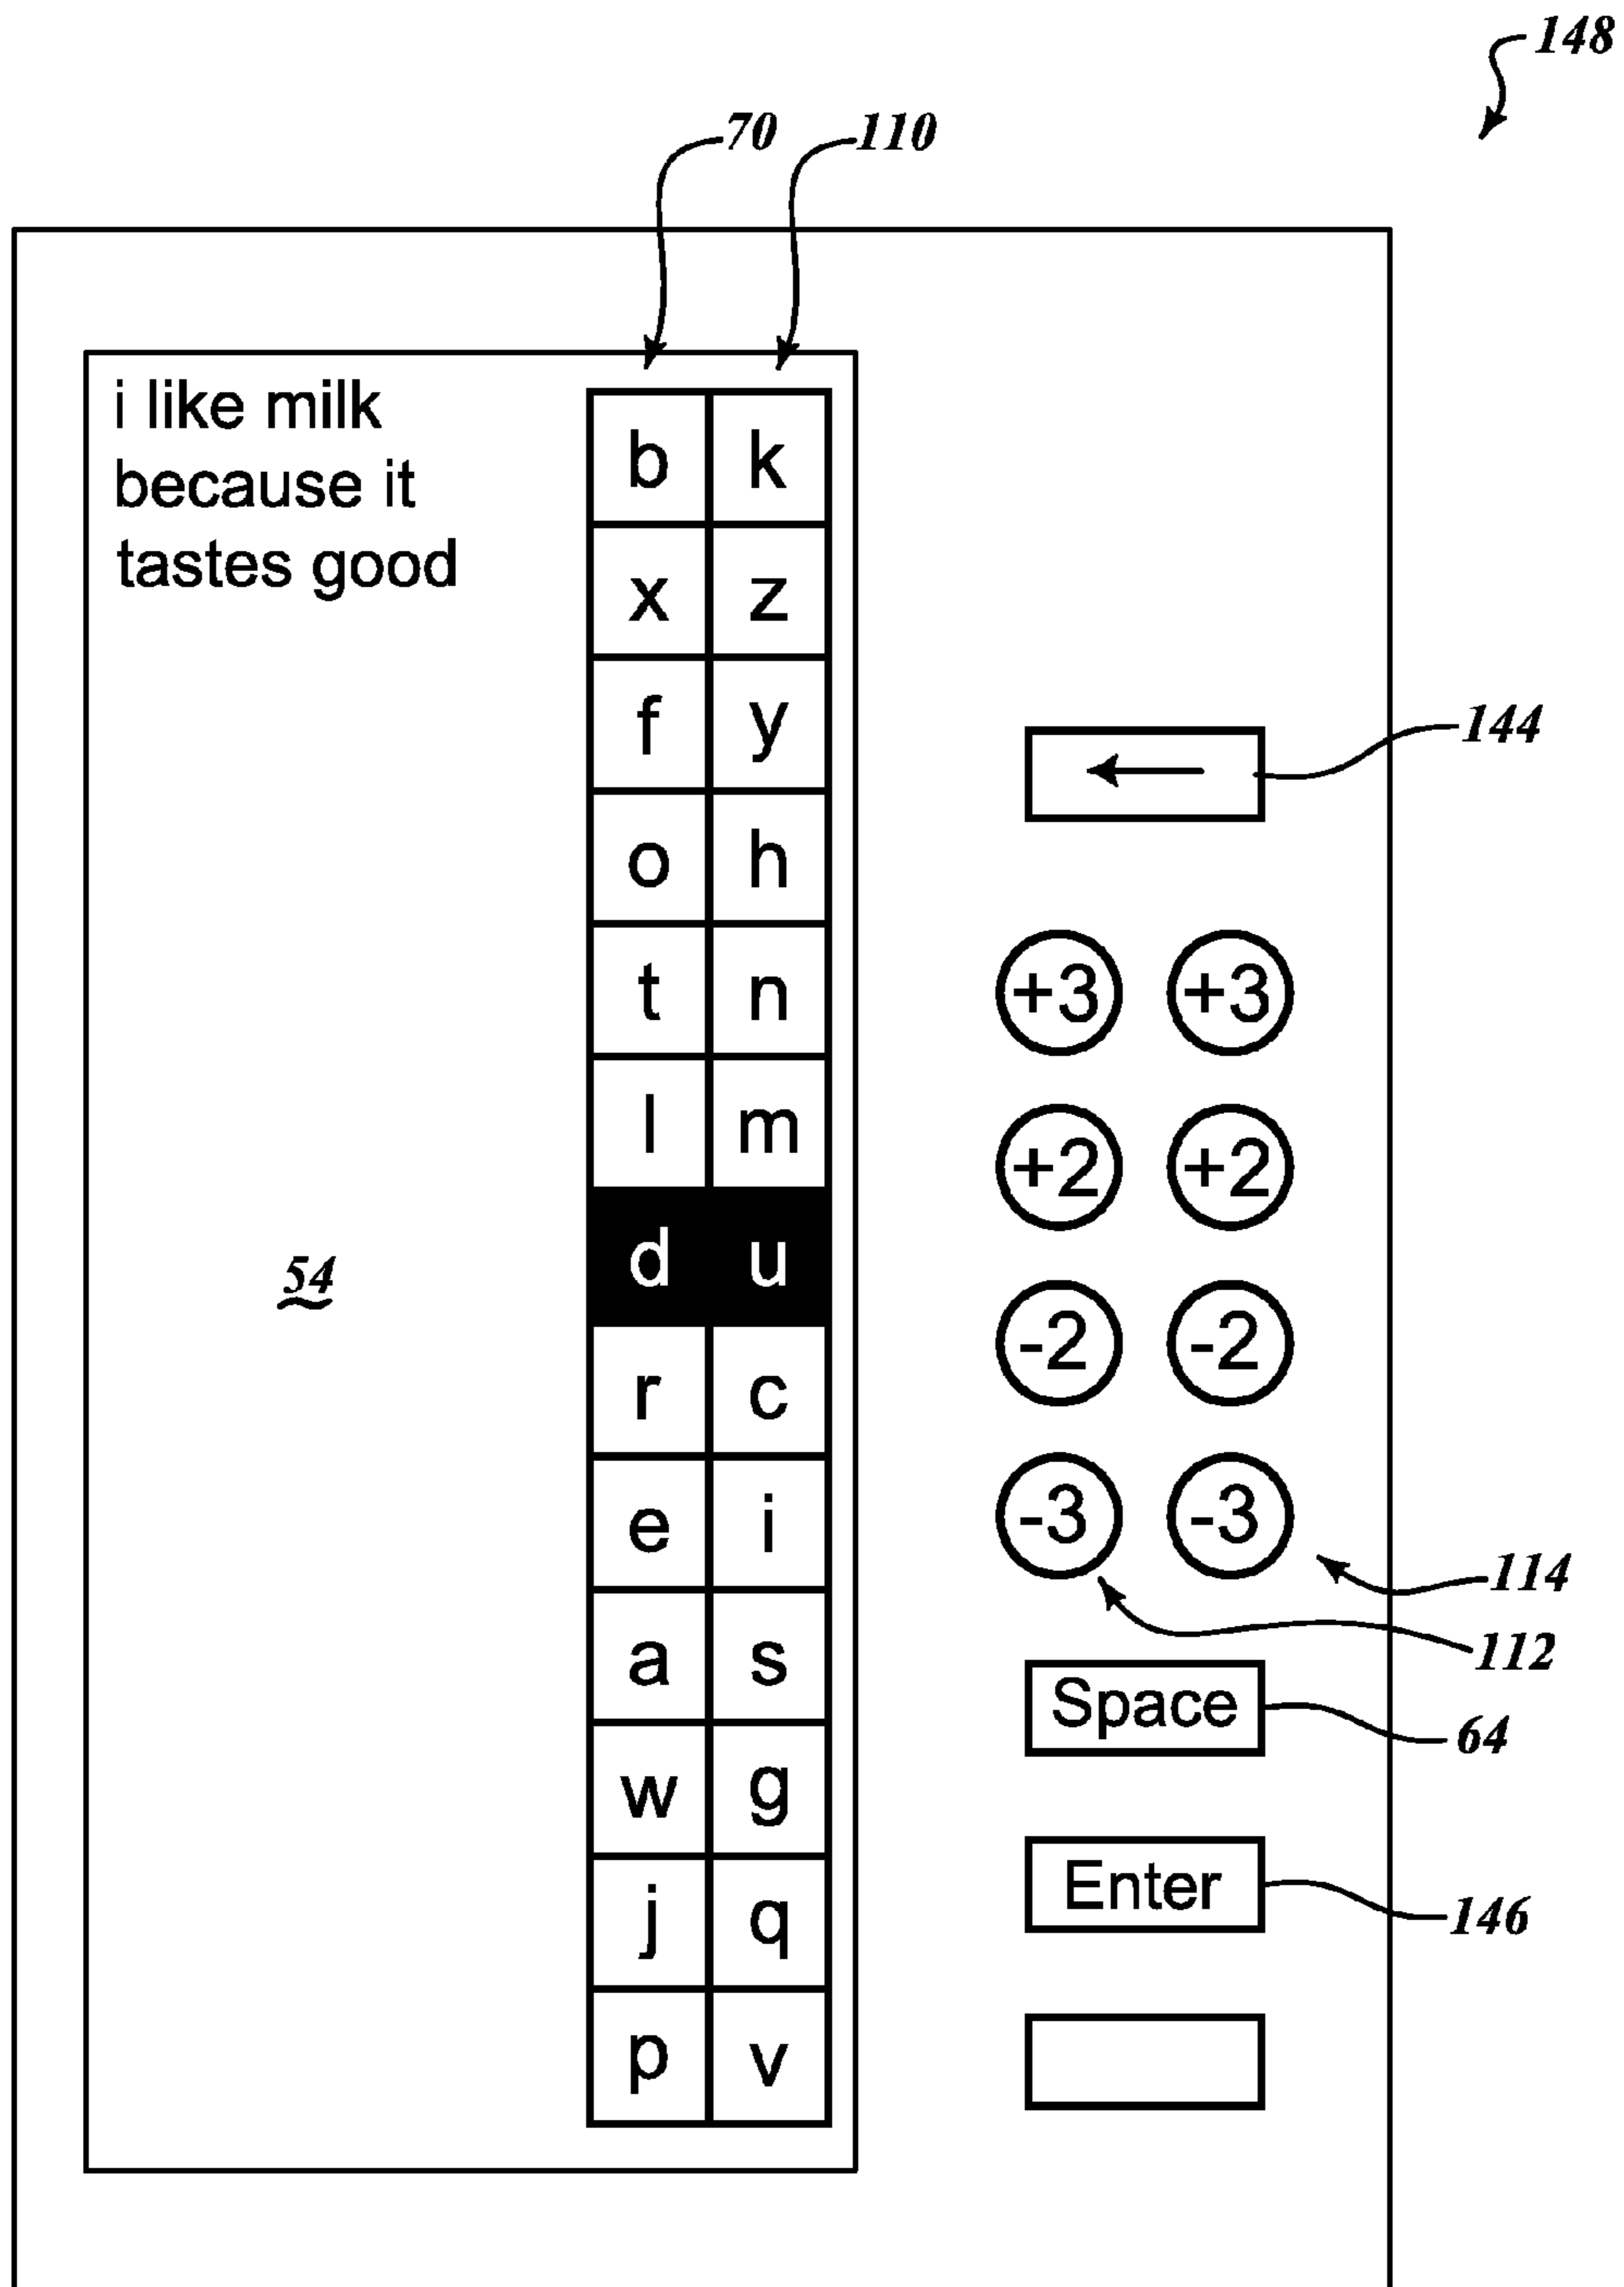 148
70 110
i like milk
because it
tastes good
b k
x z
f y
o h
t n
l m
d u
r c
e i
a s
w g
j q
p v
54
144
←
+3 +3
+2 +2
-2 -2
-3 -3
114
112
Space
64
Enter
146